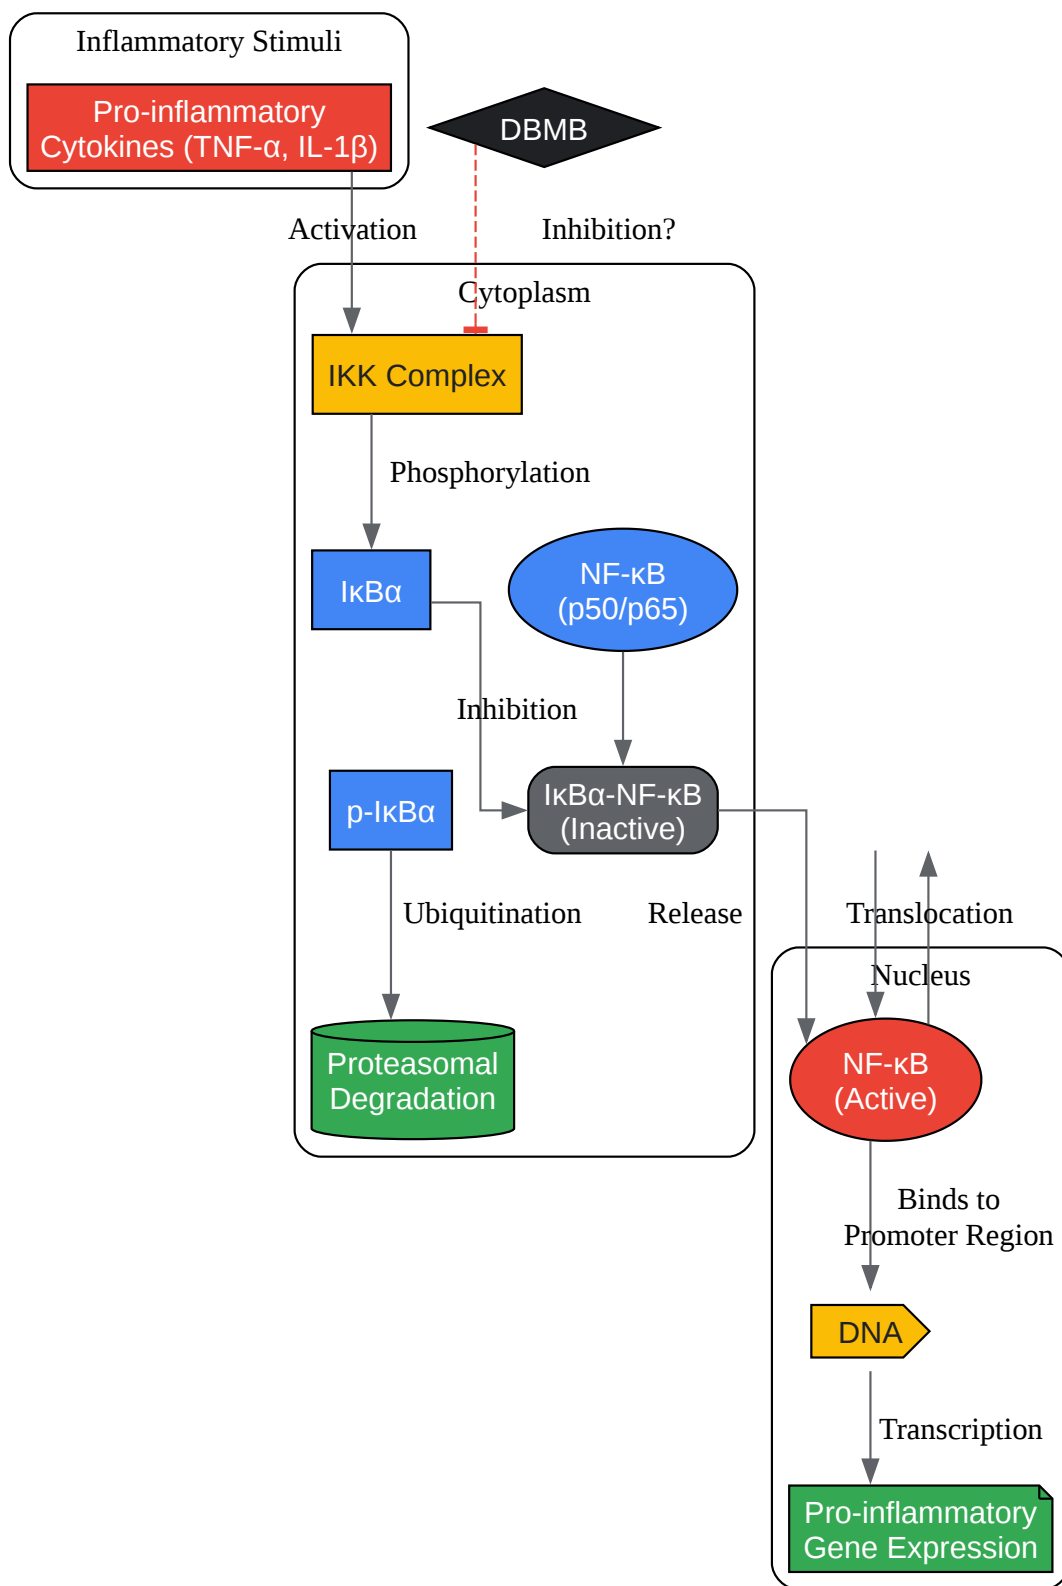 Inflammatory Stimuli
Pro-inflammatory
Cytokines (TNF-α, IL-1β)
DBMB
Activation
Inhibition?
Cytoplasm
IKK Complex
Phosphorylation
IκBα
NF-κB
(p50/p65)
Inhibition
p-IκBα
IκBα-NF-κB
(Inactive)
Ubiquitination
Release
Translocation
Nucleus
Proteasomal
Degradation
NF-κB
(Active)
Binds to
Promoter Region
DNA
Transcription
Pro-inflammatory
Gene Expression